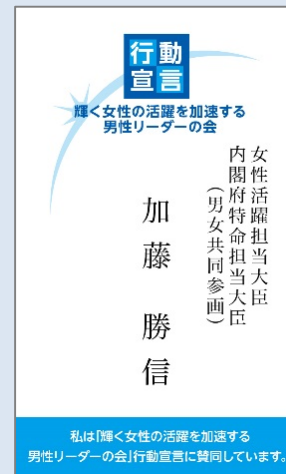 行動
宣言
輝く女性の活躍を加速する
男性リーダーの会
女性活躍担当大臣
内閣府特命担当大臣
（男女共同参画）
加藤 勝信
私は「輝く女性の活躍を加速する
男性リーダーの会」行動宣言に賛同しています。